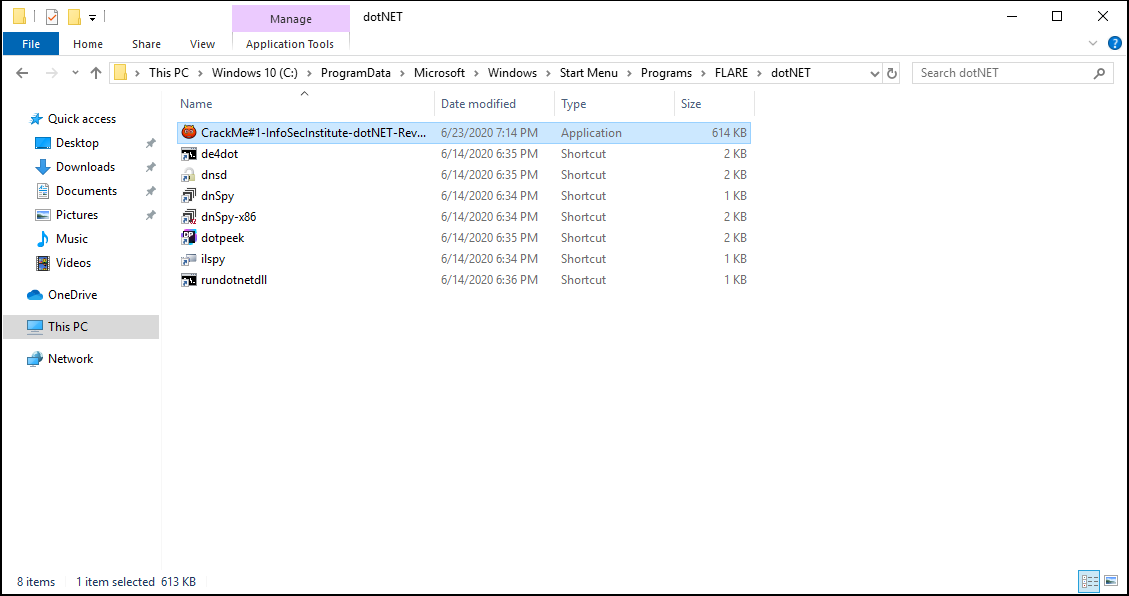 Manage dotNET
File Home Share View Application Tools
This PC Windows 10 (C:) ProgramData Microsoft Windows Start Menu Programs FLARE dotNET Search dotNET
Name Date modified Type Size
Quick access
Desktop
Downloads
Documents
Pictures
Music
Videos
OneDrive
This PC
Network
CrackMe#1-InfoSecInstitute-dotNET-Rev... 6/23/2020 7:14 PM Application 614 KB
de4dot 6/14/2020 6:35 PM Shortcut 2 KB
dnsd 6/14/2020 6:35 PM Shortcut 2 KB
dnSpy 6/14/2020 6:34 PM Shortcut 1 KB
dnSpy-x86 6/14/2020 6:34 PM Shortcut 2 KB
dotpeek 6/14/2020 6:35 PM Shortcut 2 KB
ilspy 6/14/2020 6:34 PM Shortcut 1 KB
rundotnetdll 6/14/2020 6:36 PM Shortcut 1 KB
8 items 1 item selected 613 KB